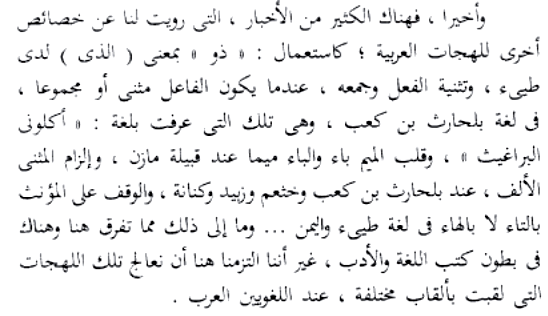 وأخيرا ، فهناك الكثير من الأخبار ، التى رويت لنا عن خصائص
أخرى للهجات العربية ؛ كاستعمال : « ذو » بمعنى ( الذى ) لدى
طيىء ، وتثنية الفعل وجمعه ، عندما يكون الفاعل مثنى أو مجموعا ،
فى لغة بلحارث بن كعب ، وهى تلك التى عرفت بلغة : « أكلونى
البراغيث » ، وقلب الميم باء والباء ميما عند قبيلة مازن ، وإلزام المثنى
الألف ، عند بلحارث بن كعب وخثعم وزبيد وكنانة ، والوقف على المؤنث
بالتاء لا بالهاء فى لغة طيىء واليمن ... وما إلى ذلك مما تفرق هنا وهناك
فى بطون كتب اللغة والأدب ، غير أننا التزمنا هنا أن نعالج تلك اللهجات
التى لقبت بألقاب مختلفة ، عند اللغويين العرب .